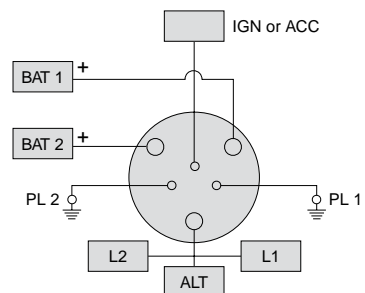 IGN or ACC
BAT 1 +
BAT 2 +
PL 2
PL 1
L2
L1
ALT